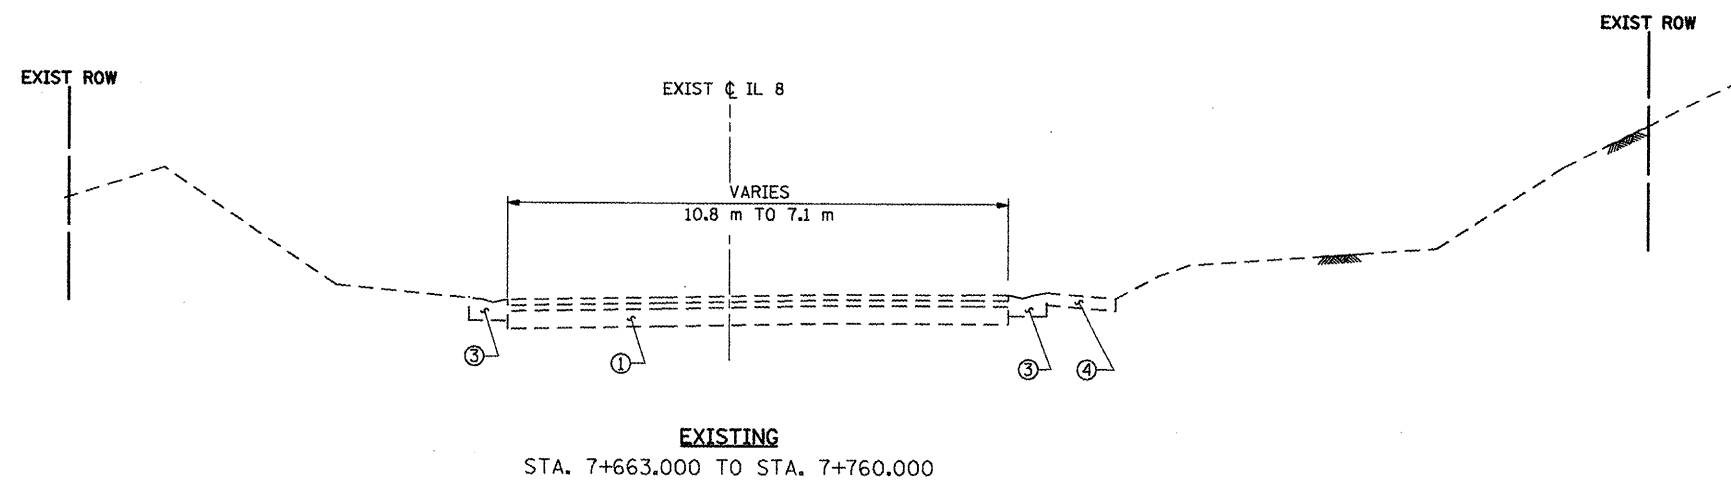 EXIST ROW
EXIST ROW
EXIST ℄ IL 8
VARIES
10.8 m TO 7.1 m
③
①
③
④
EXISTING
STA. 7+663.000 TO STA. 7+760.000